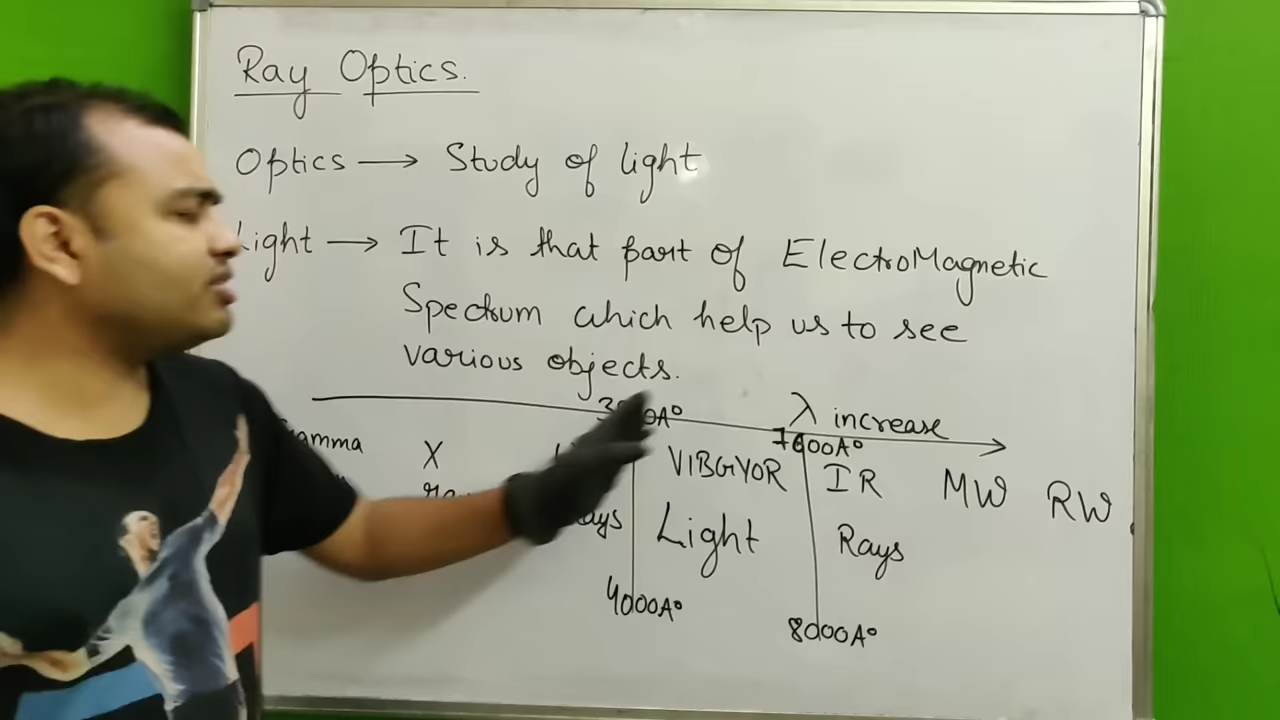 Ray Optics.
Optics → Study of light
Light → It is that part of ElectroMagnetic
Spectrum which help us to see
various objects.
λ increase
7600A°
X VIBGYOR IR MW RW
Light Rays
4000A°
8000A°